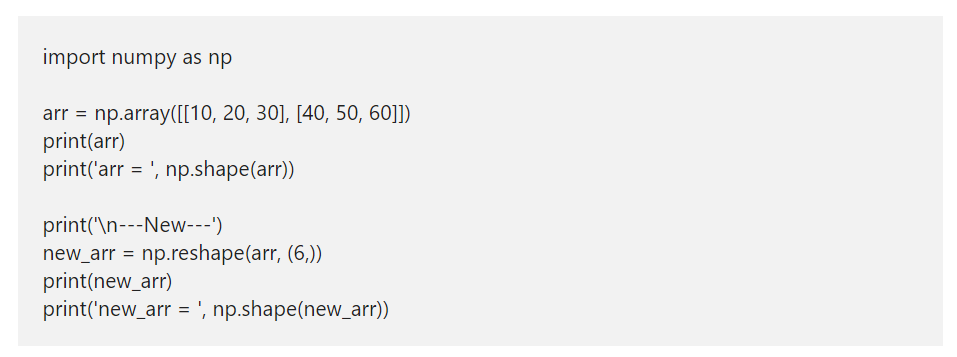 import numpy as np
arr = np.array([[10, 20, 30], [40, 50, 60]])
print(arr)
print('arr = ', np.shape(arr))
print('\n---New---')
new_arr = np.reshape(arr, (6,))
print(new_arr)
print('new_arr = ', np.shape(new_arr))